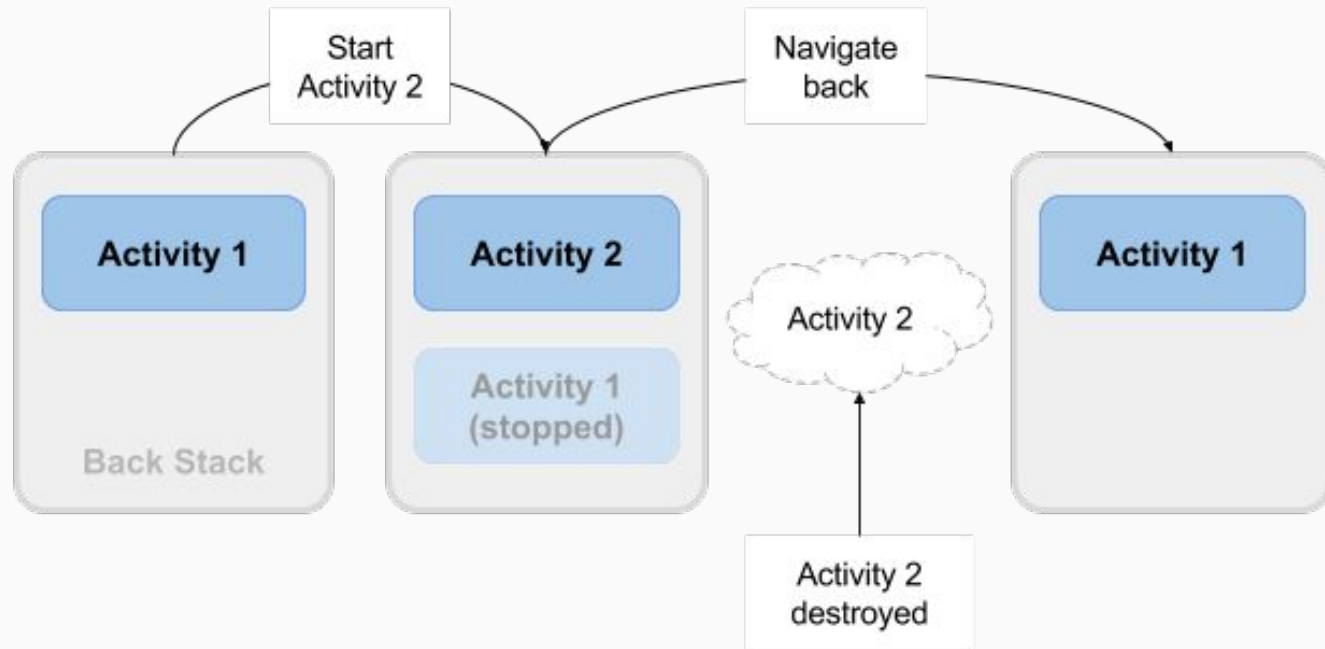 Start
Activity 2
Navigate
back
Activity 1
Back Stack
Activity 2
Activity 1
(stopped)
Activity 2
Activity 2
destroyed
Activity 1